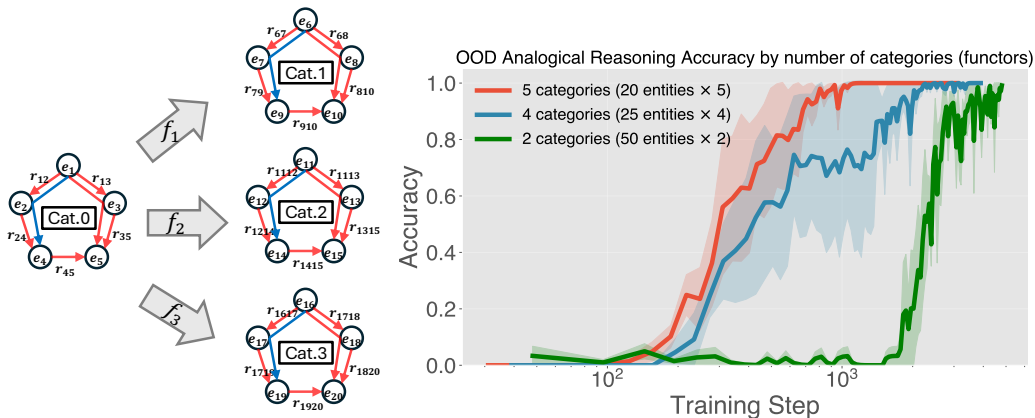 e1
r12
r13
e2
Cat.0
e3
r24
r35
e4
e5
r45
f1
f2
f3
e6
r67
r68
e7
Cat.1
e8
r79
r810
e9
e10
r910
e11
r1112
r1113
e12
Cat.2
e13
r1214
r1315
e14
e15
r1415
e16
r1617
r1718
e17
Cat.3
e18
r1719
r1820
e19
e20
r1920
OOD Analogical Reasoning Accuracy by number of categories (functors)
5 categories (20 entities × 5)
4 categories (25 entities × 4)
2 categories (50 entities × 2)
Accuracy
1.0
0.8
0.6
0.4
0.2
0.0
10²
10³
Training Step